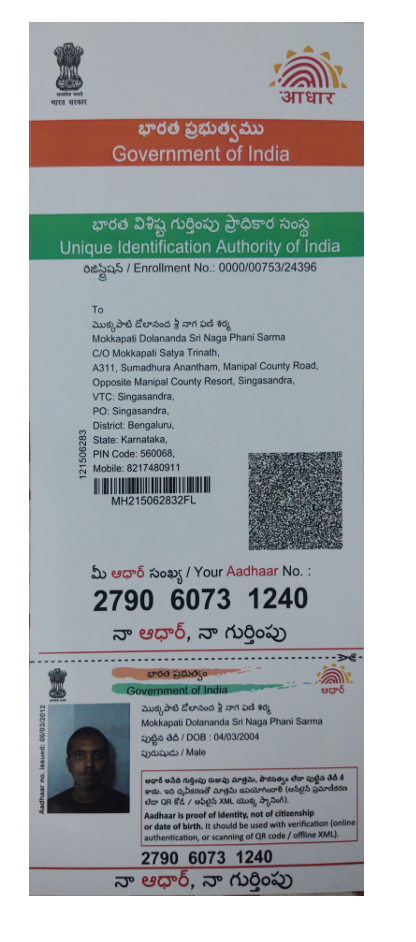 भारत सरकार
आधार
భారత ప్రభుత్వము
Government of India
భారత విశిష్ట గుర్తింపు ప్రాధికార సంస్థ
Unique Identification Authority of India
రిజిస్ట్రేషన్ / Enrollment No.: 0000/00753/24396
To
మొక్కపాటి డోలానంద శ్రీ నాగ ఫణి శర్మ
Mokkapati Dolananda Sri Naga Phani Sarma
C/O Mokkapati Satya Trinath,
A311, Sumadhura Anantham, Manipal County Road,
Opposite Manipal County Resort, Singasandra,
VTC: Singasandra,
PO: Singasandra,
District: Bengaluru,
State: Karnataka,
PIN Code: 560068,
Mobile: 8217480911
121506283
MH215062832FL
మీ ఆధార్ సంఖ్య / Your Aadhaar No. :
2790 6073 1240
నా ఆధార్, నా గుర్తింపు
భారత ప్రభుత్వం
Government of India
ఆధార్
Aadhaar no. issued: 06/03/2012
మొక్కపాటి డోలానంద శ్రీ నాగ ఫణి శర్మ
Mokkapati Dolananda Sri Naga Phani Sarma
పుట్టిన తేదీ / DOB : 04/03/2004
పురుషుడు / Male
ఆధార్ అనేది గుర్తింపు రుజువు మాత్రమే, పౌరసత్వం లేదా పుట్టిన తేదీ కి
కాదు. ఇది ధృవీకరణతో మాత్రమే ఉపయోగించాలి (ఆన్‌లైన్ ప్రమాణీకరణ
లేదా QR కోడ్ / ఆఫ్‌లైన్ XML యొక్క స్కానింగ్).
Aadhaar is proof of identity, not of citizenship
or date of birth. It should be used with verification (online
authentication, or scanning of QR code / offline XML).
2790 6073 1240
నా ఆధార్, నా గుర్తింపు